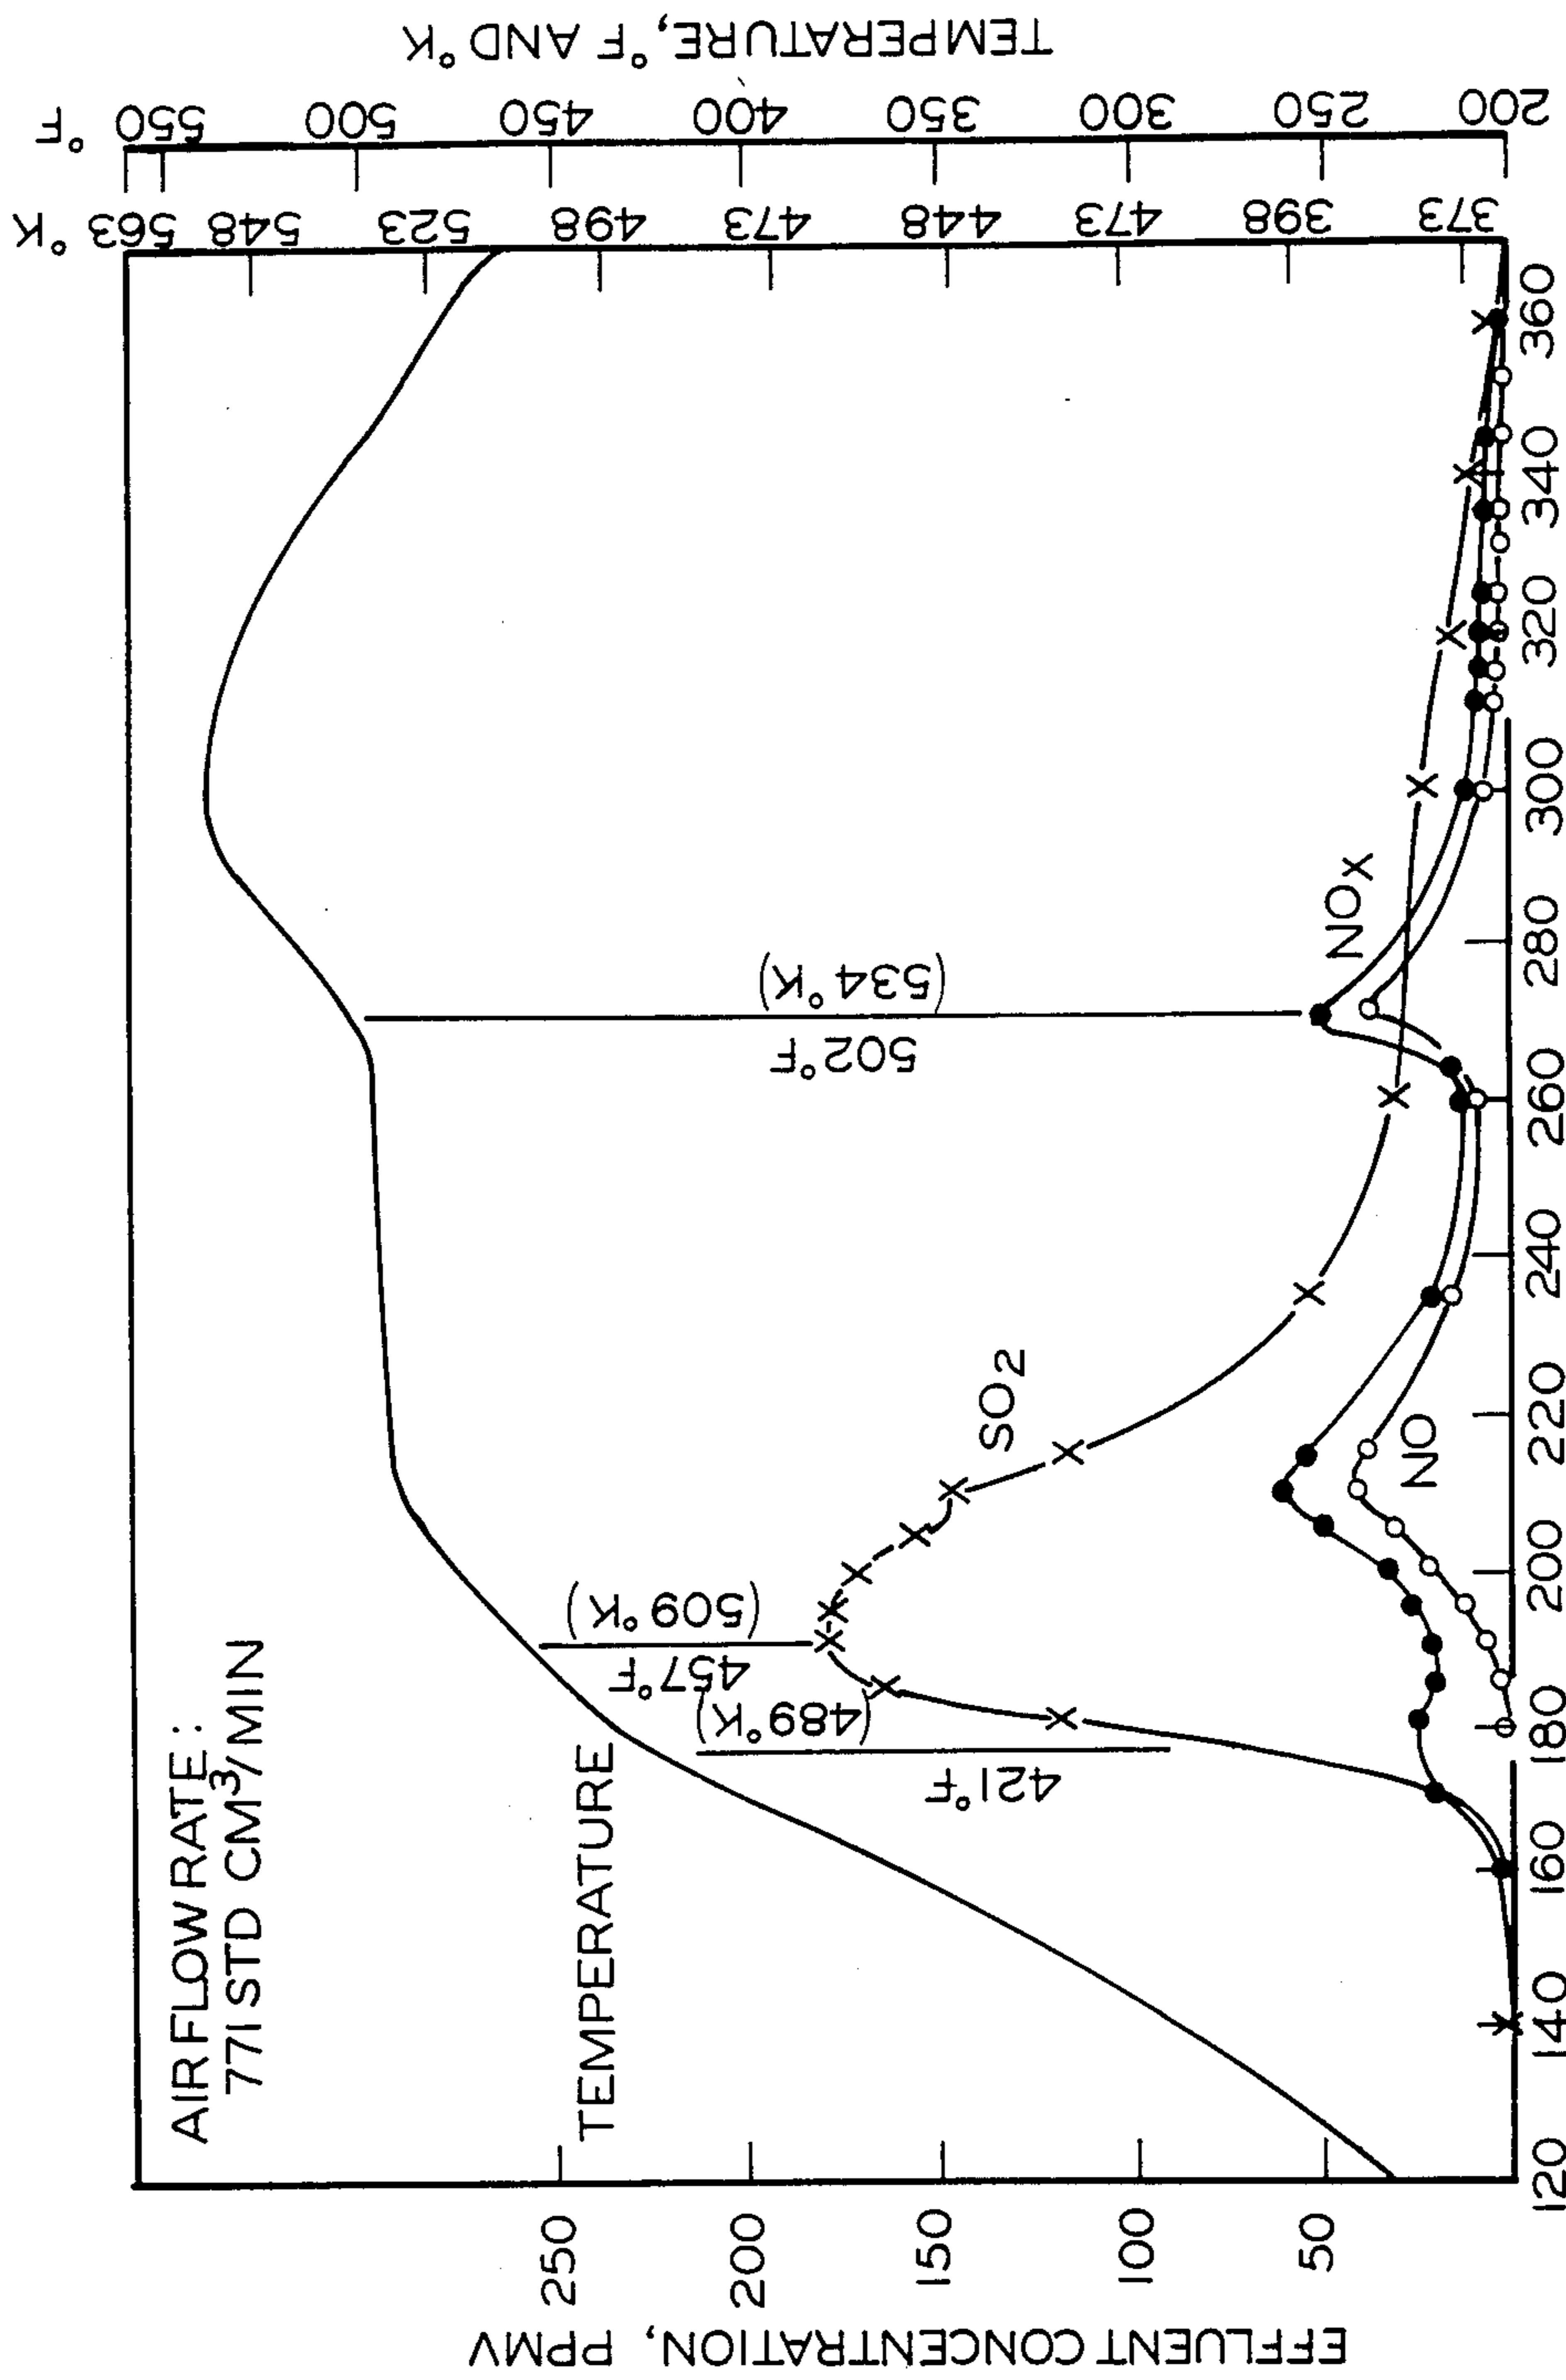 AIR FLOW RATE :
771 STD CM³/MIN
TEMPERATURE
421°F
(489°K)
457°F
(509°K)
502°F
(534°K)
SO2
NO
NOX
EFFLUENT CONCENTRATION, PPMV
250
200
150
100
50
120 140 160 180 200 220 240 260 280 300 320 340 360
°K
563
548
523
498
473
448
473
398
373
°F
550
500
450
400
350
300
250
200
TEMPERATURE, °F AND °K